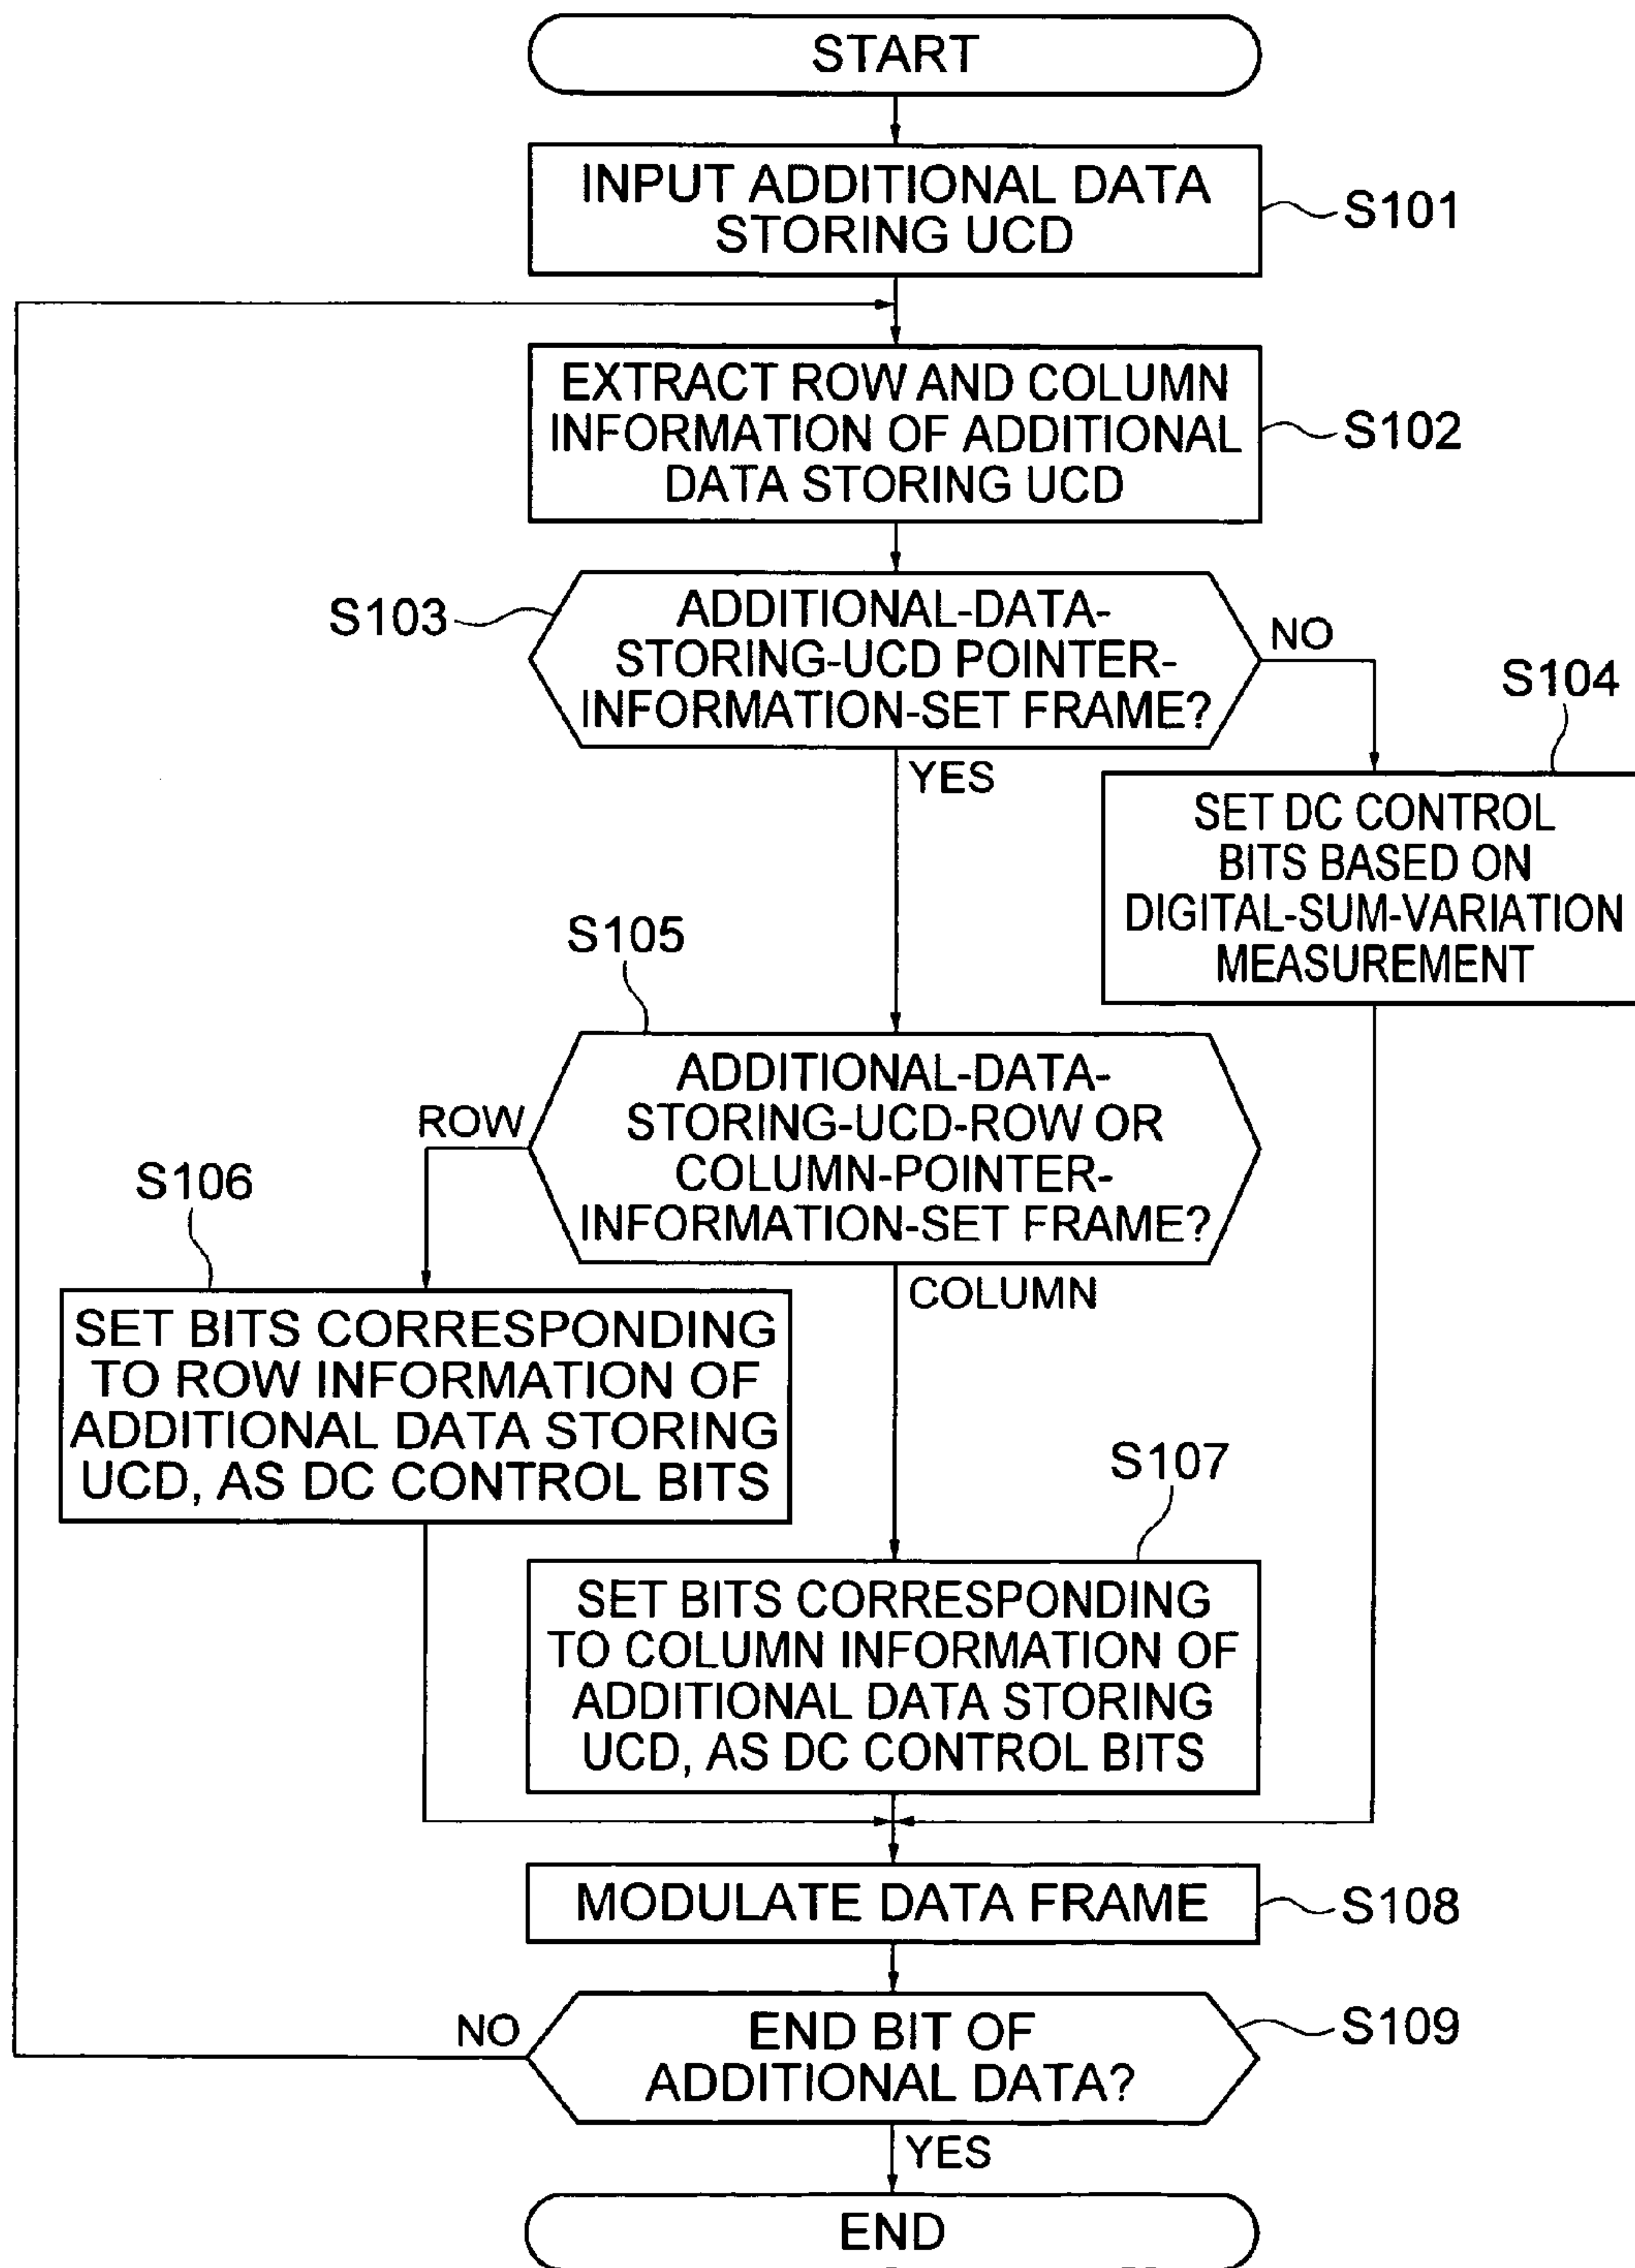 START
INPUT ADDITIONAL DATA
STORING UCD
S101
EXTRACT ROW AND COLUMN
INFORMATION OF ADDITIONAL
DATA STORING UCD
S102
S103
ADDITIONAL-DATA-
STORING-UCD POINTER-
INFORMATION-SET FRAME?
NO
YES
S104
SET DC CONTROL
BITS BASED ON
DIGITAL-SUM-VARIATION
MEASUREMENT
S105
ADDITIONAL-DATA-
STORING-UCD-ROW OR
COLUMN-POINTER-
INFORMATION-SET FRAME?
ROW
COLUMN
S106
SET BITS CORRESPONDING
TO ROW INFORMATION OF
ADDITIONAL DATA STORING
UCD, AS DC CONTROL BITS
S107
SET BITS CORRESPONDING
TO COLUMN INFORMATION OF
ADDITIONAL DATA STORING
UCD, AS DC CONTROL BITS
MODULATE DATA FRAME
S108
NO
END BIT OF
ADDITIONAL DATA?
S109
YES
END